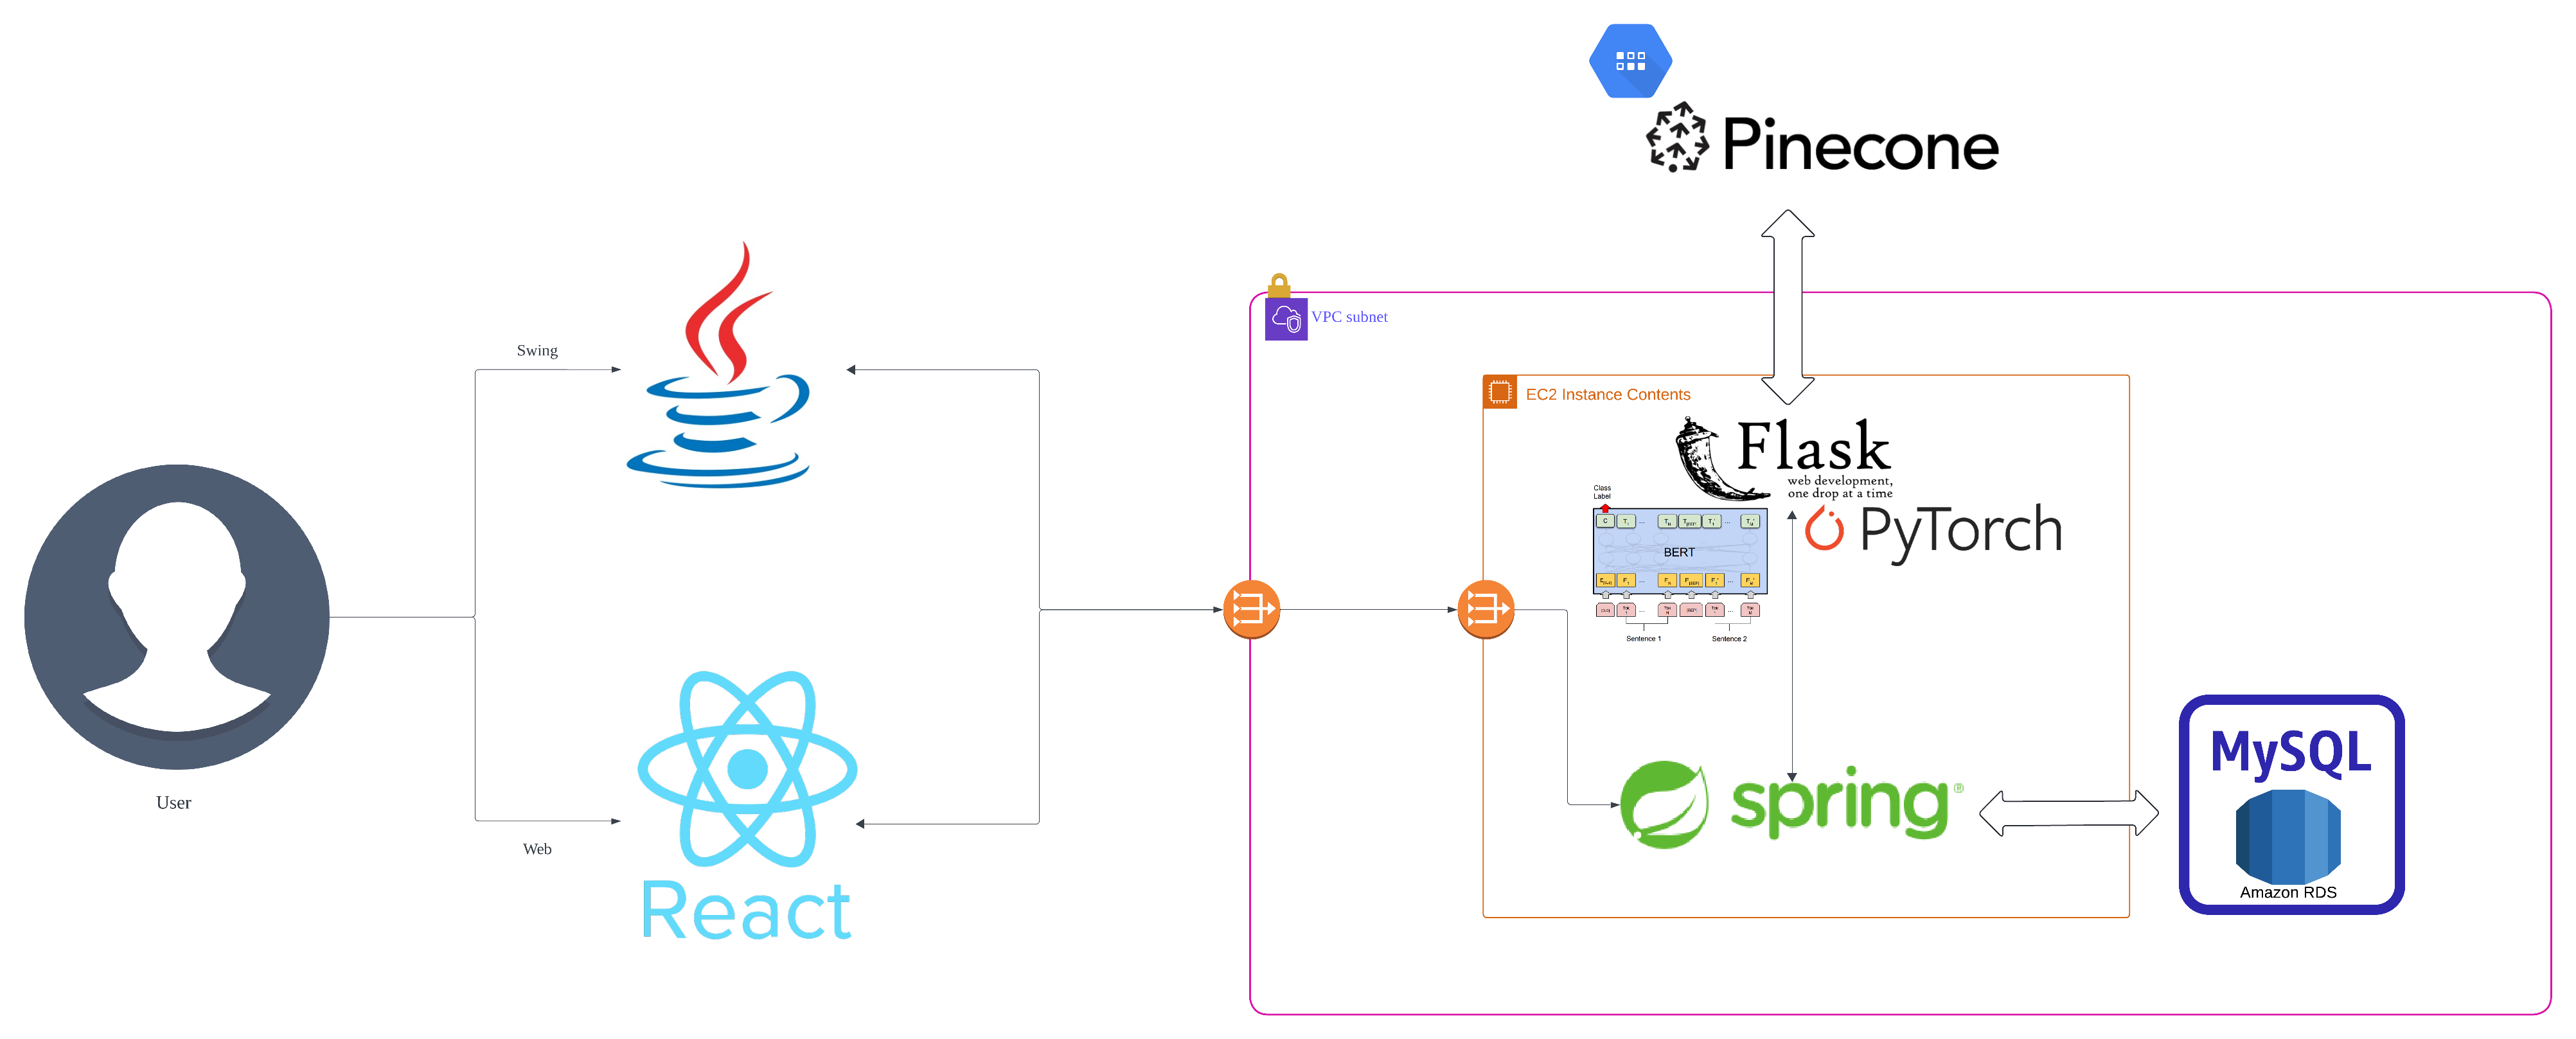 Pinecone
VPC subnet
Swing
EC2 Instance Contents
Flask
web development,
one drop at a time
Class
Label
PyTorch
C
BERT
Sentence 1
Sentence 2
MySQL
Amazon RDS
spring®
User
Web
React